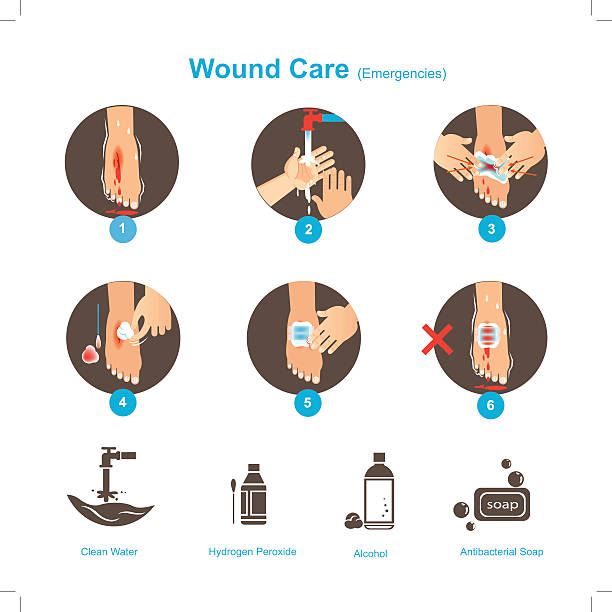 Wound Care (Emergencies)
1
2
3
4
5
6
soap
Clean Water
Hydrogen Peroxide
Alcohol
Antibacterial Soap